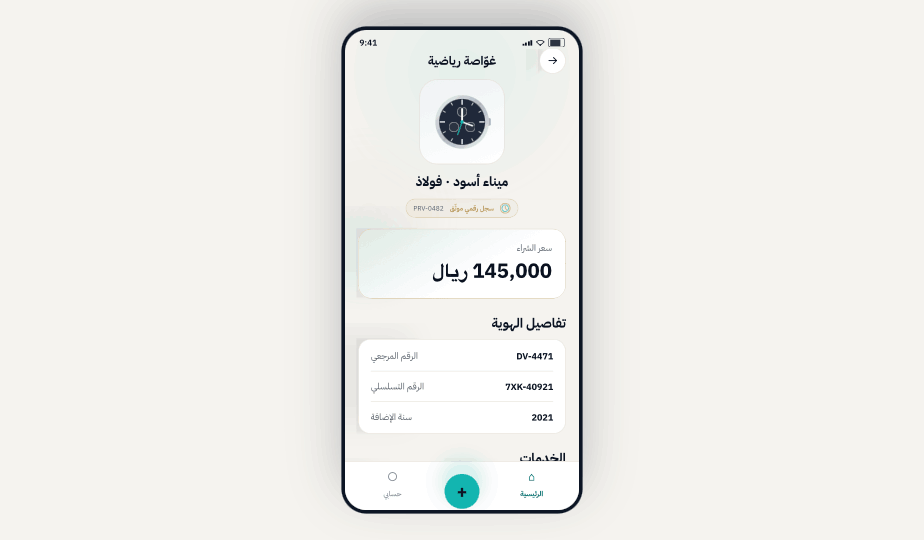 9:41
غوّاصة رياضية
ميناء أسود · فولاذ
سجل رقمي موثّق PRV-0482
سعر الشراء
145,000 ريال
تفاصيل الهوية
DV-4471 الرقم المرجعي
7XK-40921 الرقم التسلسلي
2021 سنة الإضافة
الخدمات
الرئيسية
+
حسابي